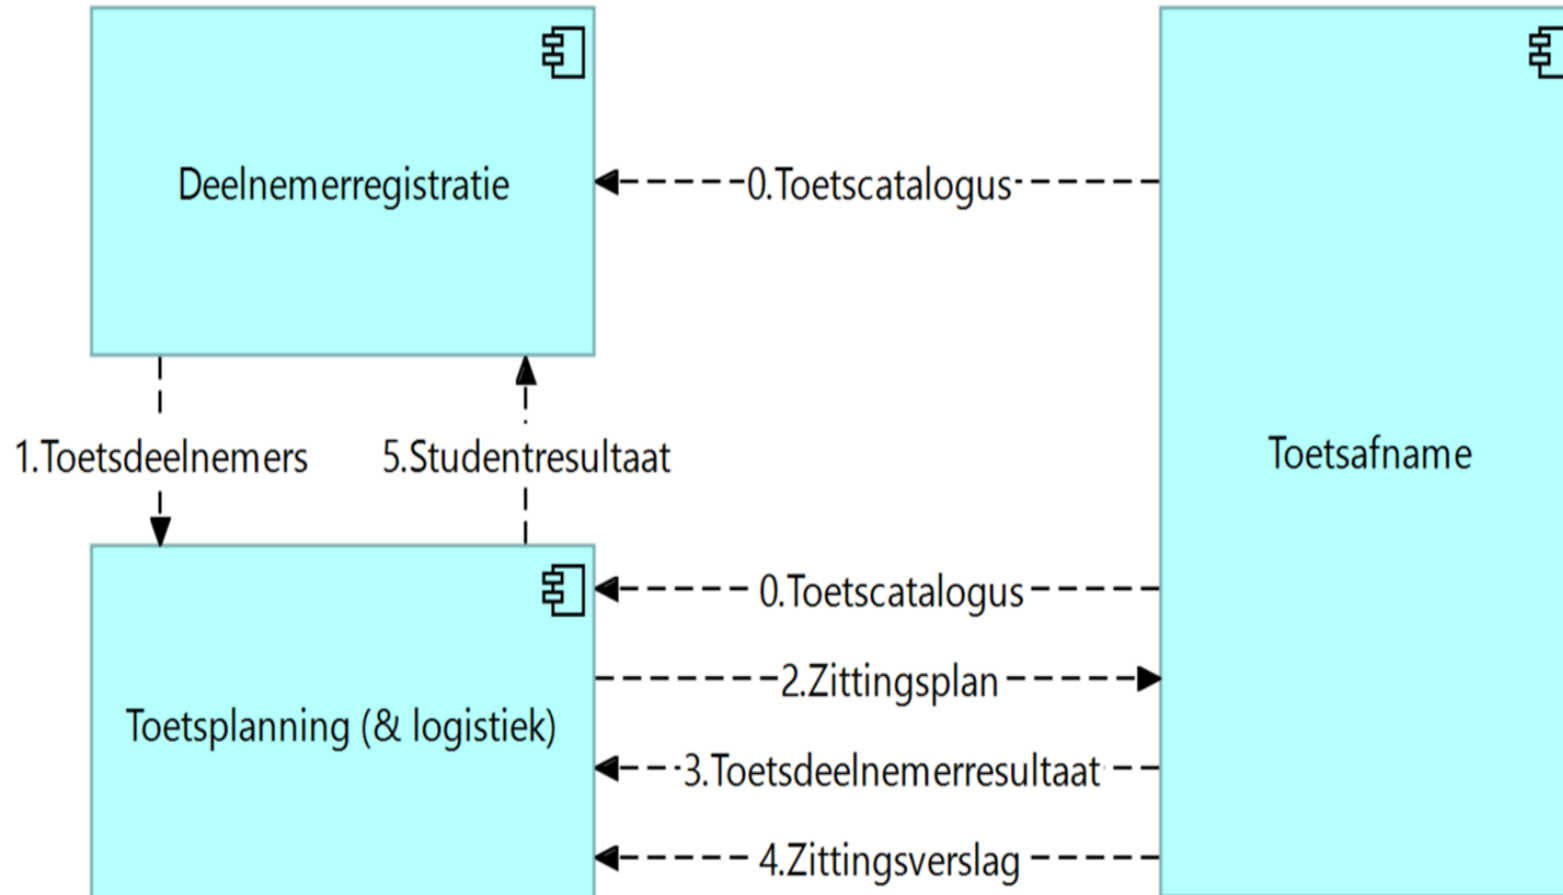 Deelnemerregistratie
0.Toetscatalogus
1.Toetsdeelnemers
5.Studentresultaat
Toetsafname
0.Toetscatalogus
2.Zittingsplan
Toetsplanning (& logistiek)
3.Toetsdeelnemerresultaat
4.Zittingsverslag